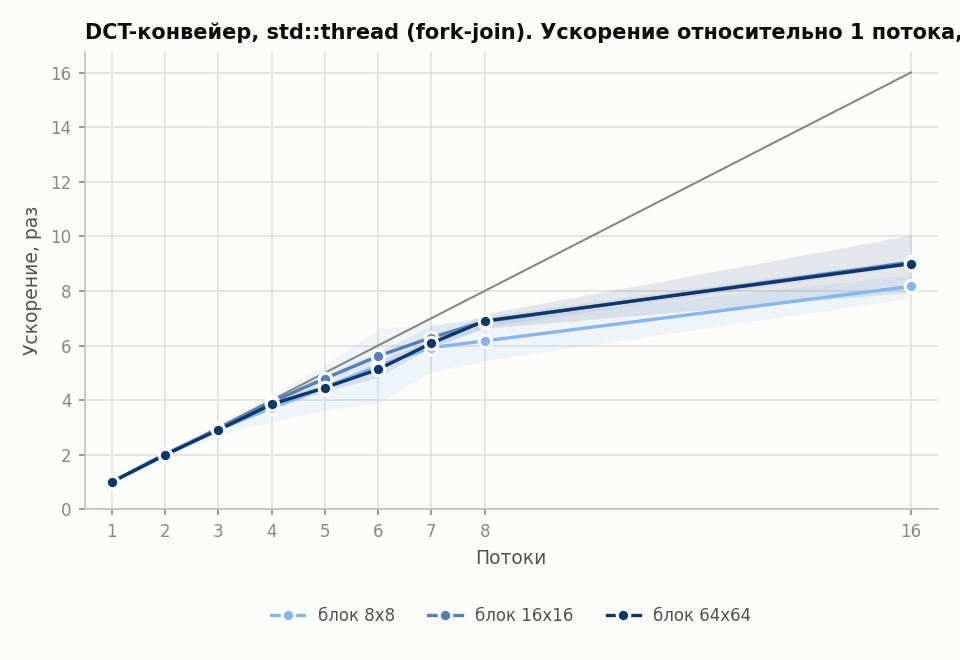 DCT-конвейер, std::thread (fork-join). Ускорение относительно 1 потока,
Ускорение, раз
16
14
12
10
8
6
4
2
0
1 2 3 4 5 6 7 8 16
Потоки
блок 8x8 блок 16x16 блок 64x64